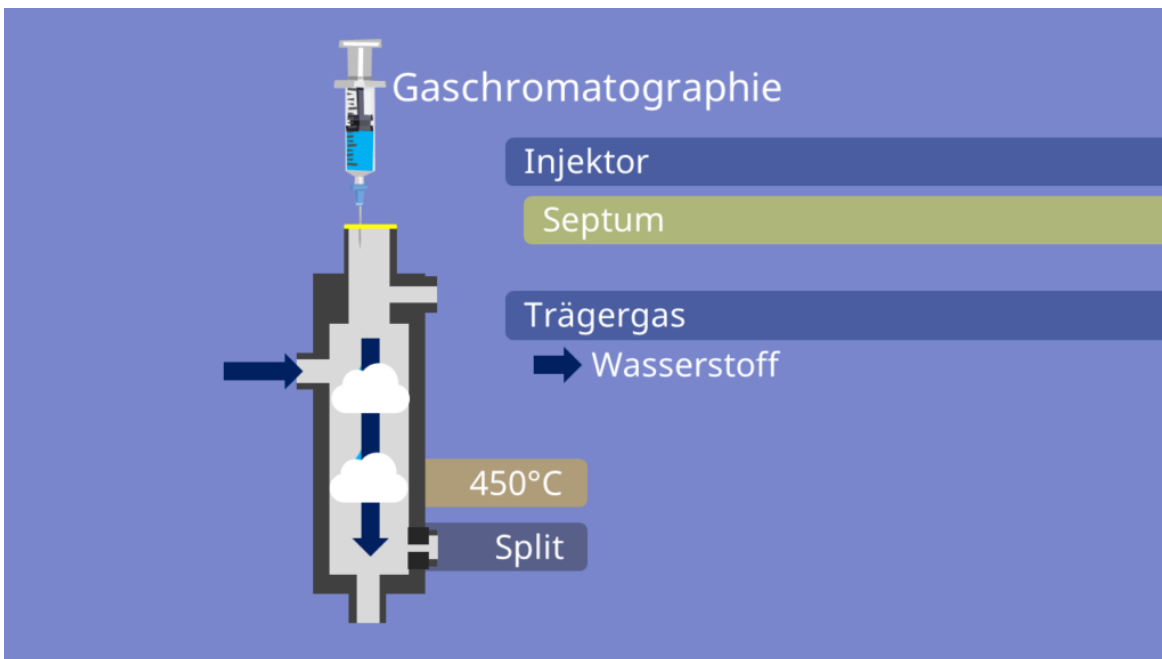 Gaschromatographie
Injektor
Septum
Trägergas
Wasserstoff
450°C
Split